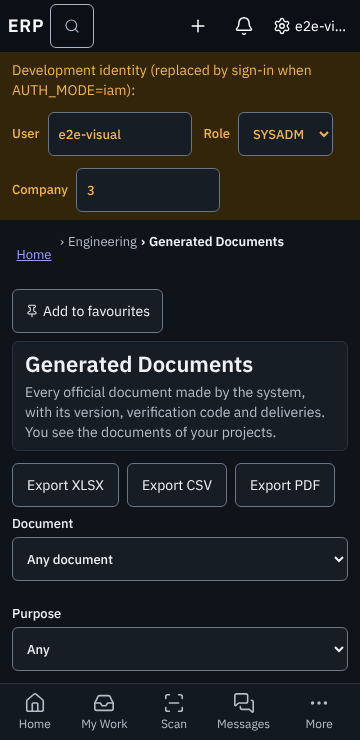 ERP
e2e-vi...
Development identity (replaced by sign-in when
AUTH_MODE=iam):
User e2e-visual Role SYSADM
Company 3
Home › Engineering › Generated Documents
Add to favourites
Generated Documents
Every official document made by the system,
with its version, verification code and deliveries.
You see the documents of your projects.
Export XLSX Export CSV Export PDF
Document
Any document
Purpose
Any
Home My Work Scan Messages More